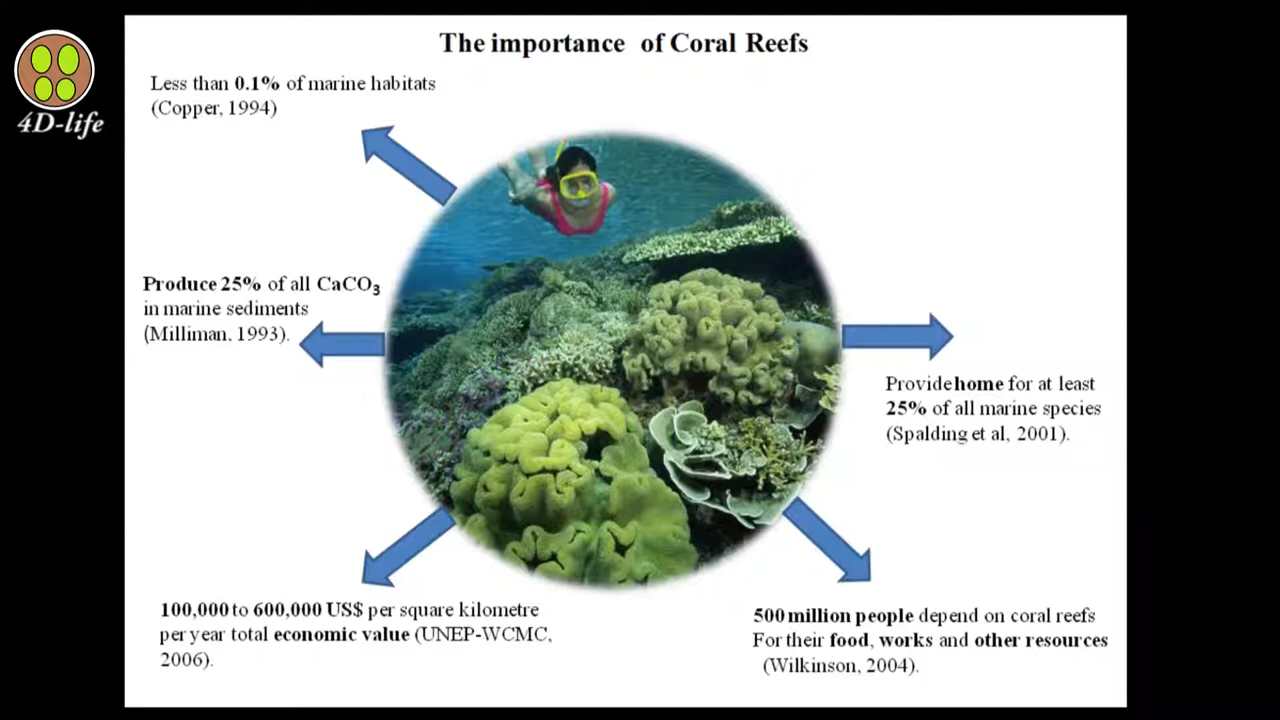 The importance of Coral Reefs
4D-life
Less than 0.1% of marine habitats
(Copper, 1994)
Produce 25% of all CaCO₃
in marine sediments
(Milliman, 1993).
Provide home for at least
25% of all marine species
(Spalding et al, 2001).
100,000 to 600,000 US$ per square kilometre
per year total economic value (UNEP-WCMC,
2006).
500 million people depend on coral reefs
For their food, works and other resources
(Wilkinson, 2004).